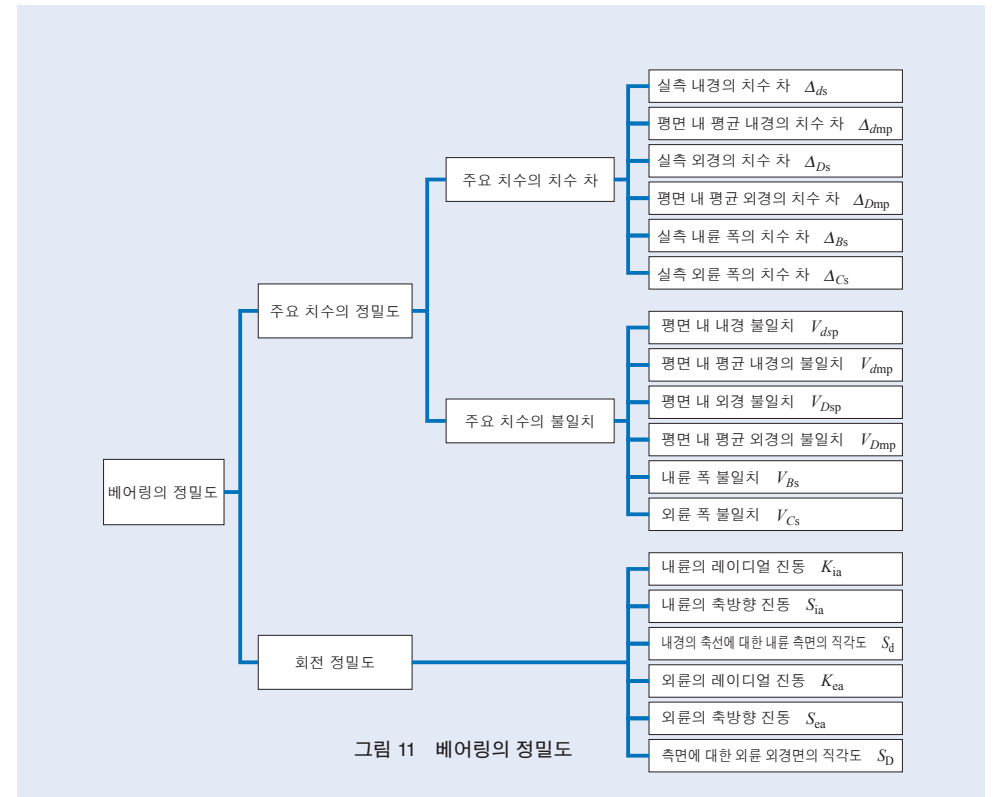 실측 내경의 치수 차 Δds
평면 내 평균 내경의 치수 차 Δdmp
실측 외경의 치수 차 ΔDs
평면 내 평균 외경의 치수 차 ΔDmp
실측 내륜 폭의 치수 차 ΔBs
실측 외륜 폭의 치수 차 ΔCs
주요 치수의 치수 차
주요 치수의 정밀도
평면 내 내경 불일치 Vdsp
평면 내 평균 내경의 불일치 Vdmp
평면 내 외경 불일치 VDsp
평면 내 평균 외경의 불일치 VDmp
내륜 폭 불일치 VBs
외륜 폭 불일치 VCs
주요 치수의 불일치
베어링의 정밀도
내륜의 레이디얼 진동 Kia
내륜의 축방향 진동 Sia
내경의 축선에 대한 내륜 측면의 직각도 Sd
외륜의 레이디얼 진동 Kea
외륜의 축방향 진동 Sea
측면에 대한 외륜 외경면의 직각도 SD
회전 정밀도
그림 11 베어링의 정밀도